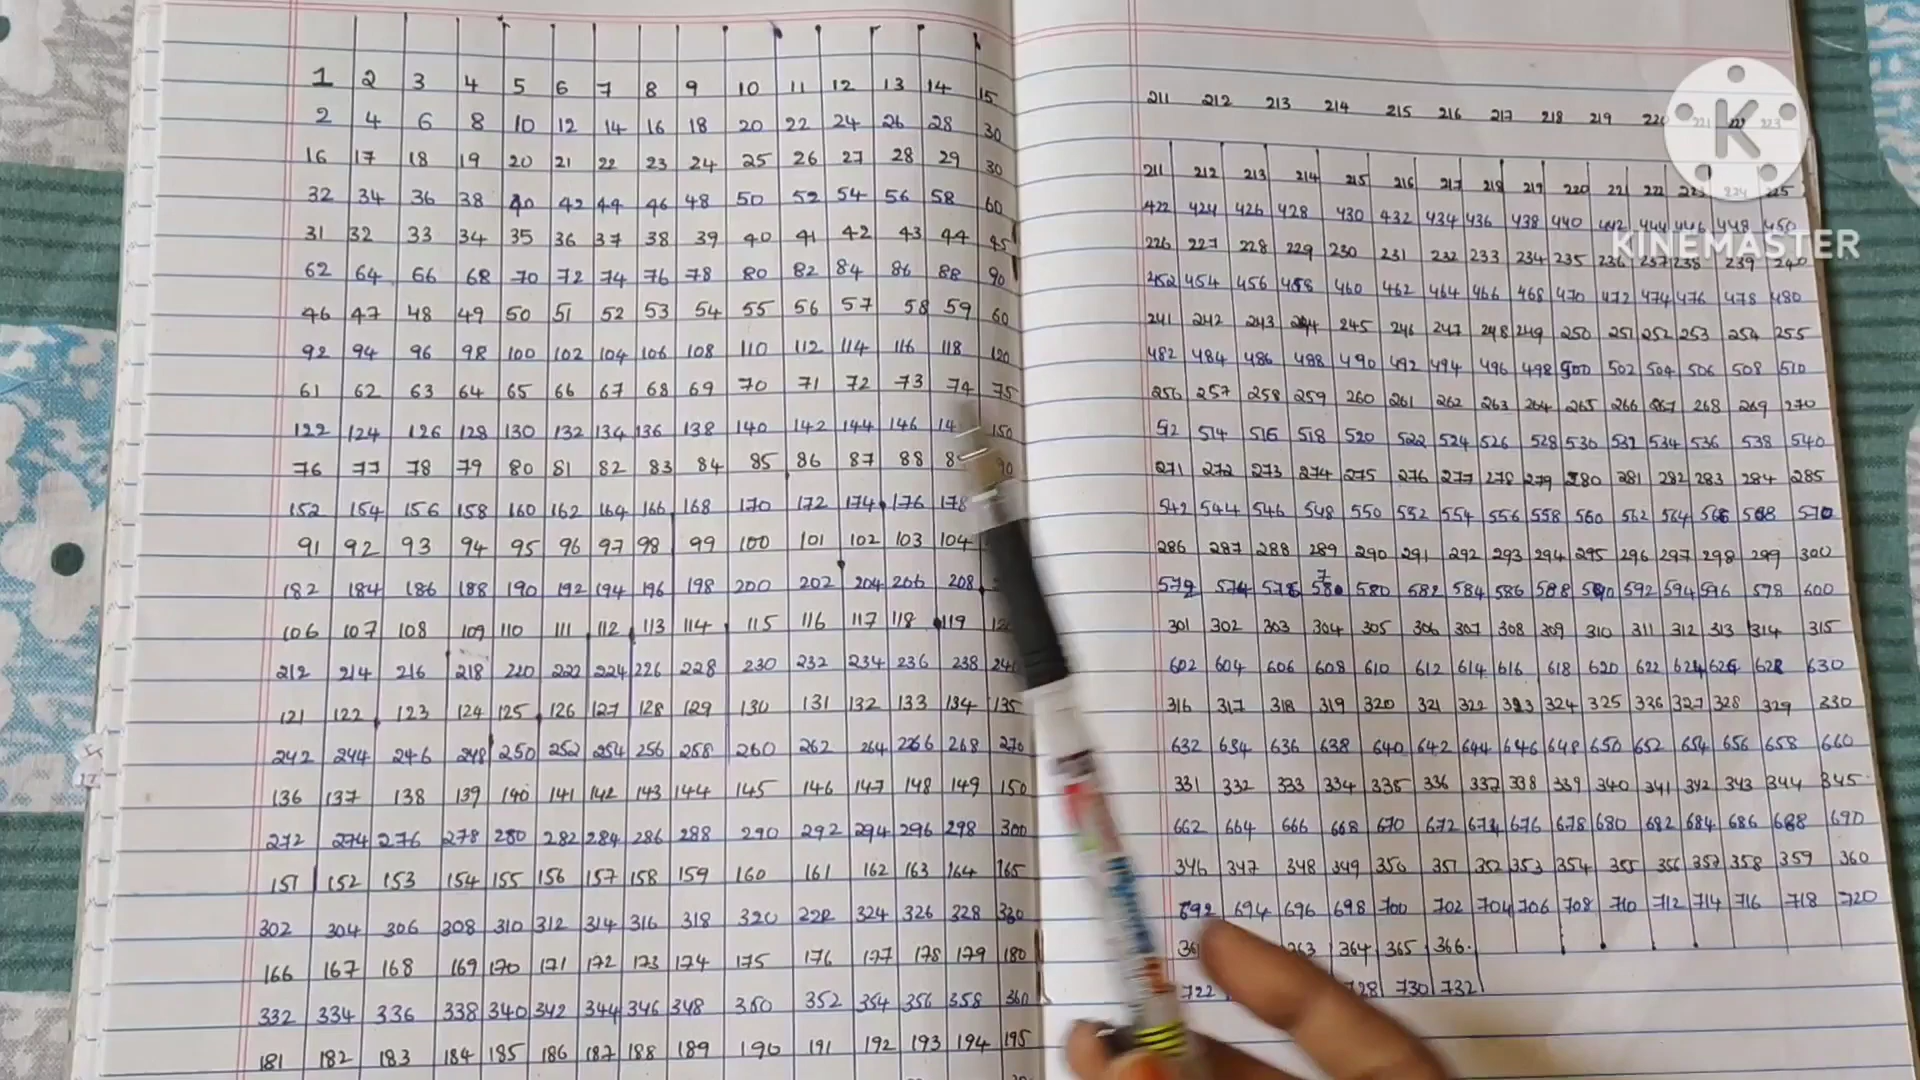 1 2 3 4 5 6 7 8 9 10 11 12 13 14 15
2 4 6 8 10 12 14 16 18 20 22 24 26 28 30
16 17 18 19 20 21 22 23 24 25 26 27 28 29 30
32 34 36 38 40 42 44 46 48 50 52 54 56 58 60
31 32 33 34 35 36 37 38 39 40 41 42 43 44 45
62 64 66 68 70 72 74 76 78 80 82 84 86 88 90
46 47 48 49 50 51 52 53 54 55 56 57 58 59 60
92 94 96 98 100 102 104 106 108 110 112 114 116 118 120
61 62 63 64 65 66 67 68 69 70 71 72 73 74 75
122 124 126 128 130 132 134 136 138 140 142 144 146 150
76 77 78 79 80 81 82 83 84 85 86 87 88
152 154 156 158 160 162 164 166 168 170 172 174 176 178
91 92 93 94 95 96 97 98 99 100 101 102 103 104
182 184 186 188 190 192 194 196 198 200 202 204 206 208
106 107 108 109 110 111 112 113 114 115 116 117 118 119
212 214 216 218 220 222 224 226 228 230 232 234 236 238 240
121 122 123 124 125 126 127 128 129 130 131 132 133 134 135
242 244 246 248 250 252 254 256 258 260 262 264 266 268 270
136 137 138 139 140 141 142 143 144 145 146 147 148 149 150
272 274 276 278 280 282 284 286 288 290 292 294 296 298 300
151 152 153 154 155 156 157 158 159 160 161 162 163 164 165
302 304 306 308 310 312 314 316 318 320 322 324 326 328 330
166 167 168 169 170 171 172 173 174 175 176 177 178 179 180
332 334 336 338 340 342 344 346 348 350 352 354 356 358 360
181 182 183 184 185 186 187 188 189 190 191 192 193 194 195
211 212 213 214 215 216 217 218 219 220 221 222 223
K
211 212 213 214 215 216 217 218 219 220 221 222 223 224 225
422 424 426 428 430 432 434 436 438 440 442 444 446 448 450
KINEMASTER
226 227 228 229 230 231 232 233 234 235 236 237 238 239 240
452 454 456 458 460 462 464 466 468 470 472 474 476 478 480
241 242 243 244 245 246 247 248 249 250 251 252 253 254 255
482 484 486 488 490 492 494 496 498 500 502 504 506 508 510
256 257 258 259 260 261 262 263 264 265 266 267 268 269 270
512 514 516 518 520 522 524 526 528 530 532 534 536 538 540
271 272 273 274 275 276 277 278 279 280 281 282 283 284 285
542 544 546 548 550 552 554 556 558 560 562 564 566 568 570
286 287 288 289 290 291 292 293 294 295 296 297 298 299 300
572 574 576 580 582 584 586 588 590 592 594 596 578 600
301 302 303 304 305 306 307 308 309 310 311 312 313 314 315
602 604 606 608 610 612 614 616 618 620 622 624 626 628 630
316 317 318 319 320 321 322 323 324 325 326 327 328 329 330
632 634 636 638 640 642 644 646 648 650 652 654 656 658 660
331 332 333 334 335 336 337 338 339 340 341 342 343 344 345
662 664 666 668 670 672 674 676 678 680 682 684 686 688 690
346 347 348 349 350 351 352 353 354 355 356 357 358 359 360
692 694 696 698 700 702 704 706 708 710 712 714 716 718 720
364 365 366
722 730 732